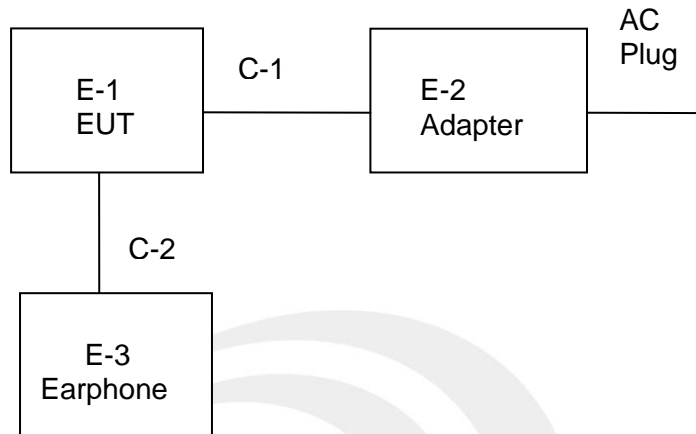 AC
Plug
C-1
E-1
EUT
E-2
Adapter
C-2
E-3
Earphone